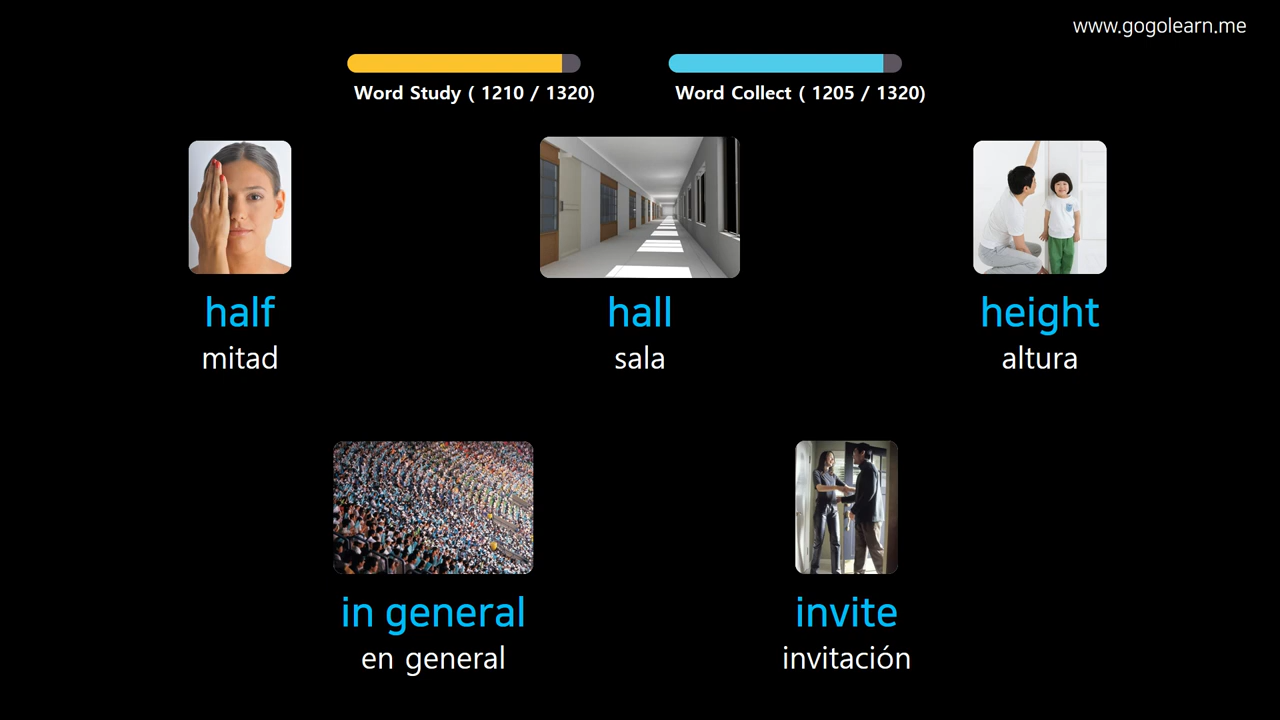 www.gogolearn.me
Word Study ( 1210 / 1320)
Word Collect ( 1205 / 1320)
half
mitad
hall
sala
height
altura
in general
en general
invite
invitación